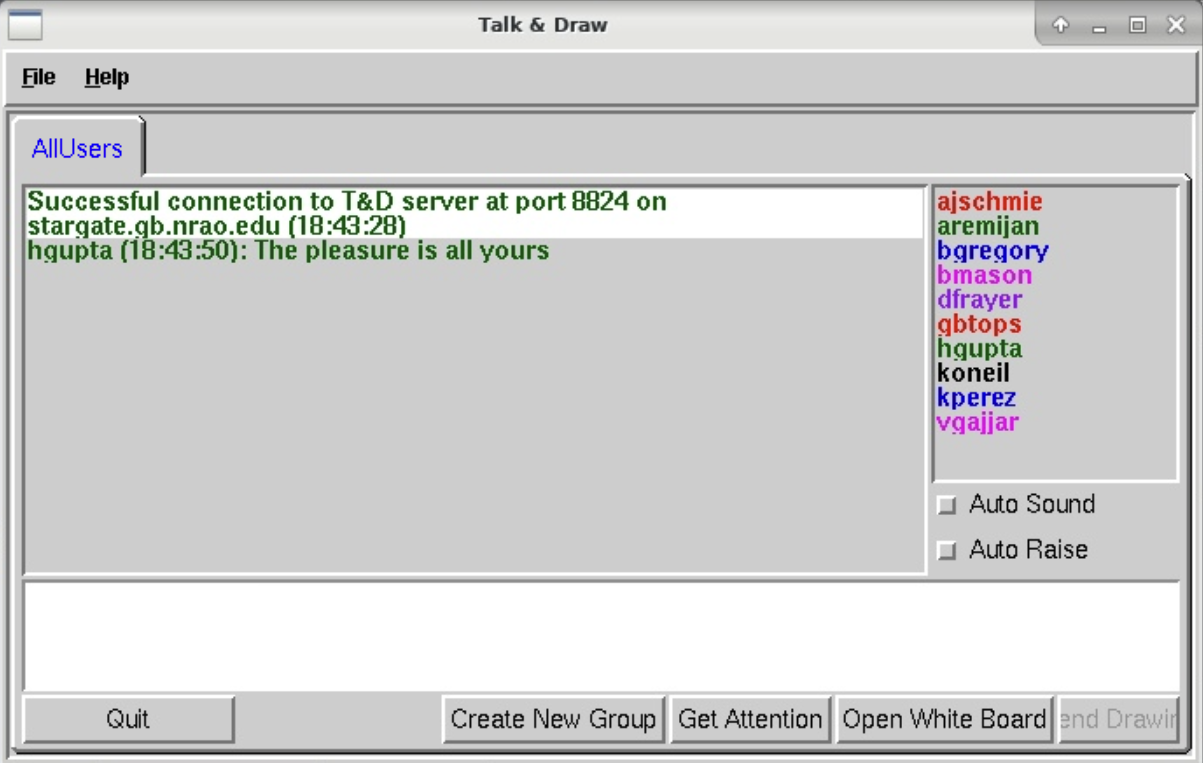 Talk & Draw
File Help
AllUsers
Successful connection to T&D server at port 8824 on
stargate.gb.nrao.edu (18:43:28)
hgupta (18:43:50): The pleasure is all yours
ajschmie
aremijan
bgregory
bmason
dfrayer
gbtops
hgupta
koneil
kperez
vgajjar
Auto Sound
Auto Raise
Quit Create New Group Get Attention Open White Board end Drawin